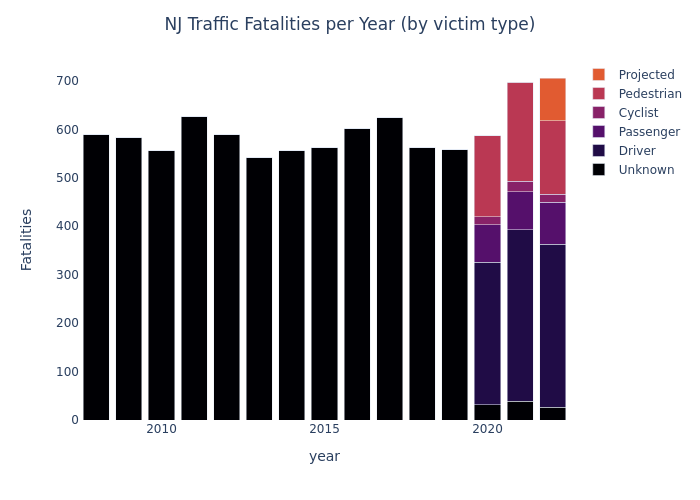 NJ Traffic Fatalities per Year (by victim type)
700
600
500
400
300
200
100
0
Fatalities
2010
2015
2020
year
Projected
Pedestrian
Cyclist
Passenger
Driver
Unknown